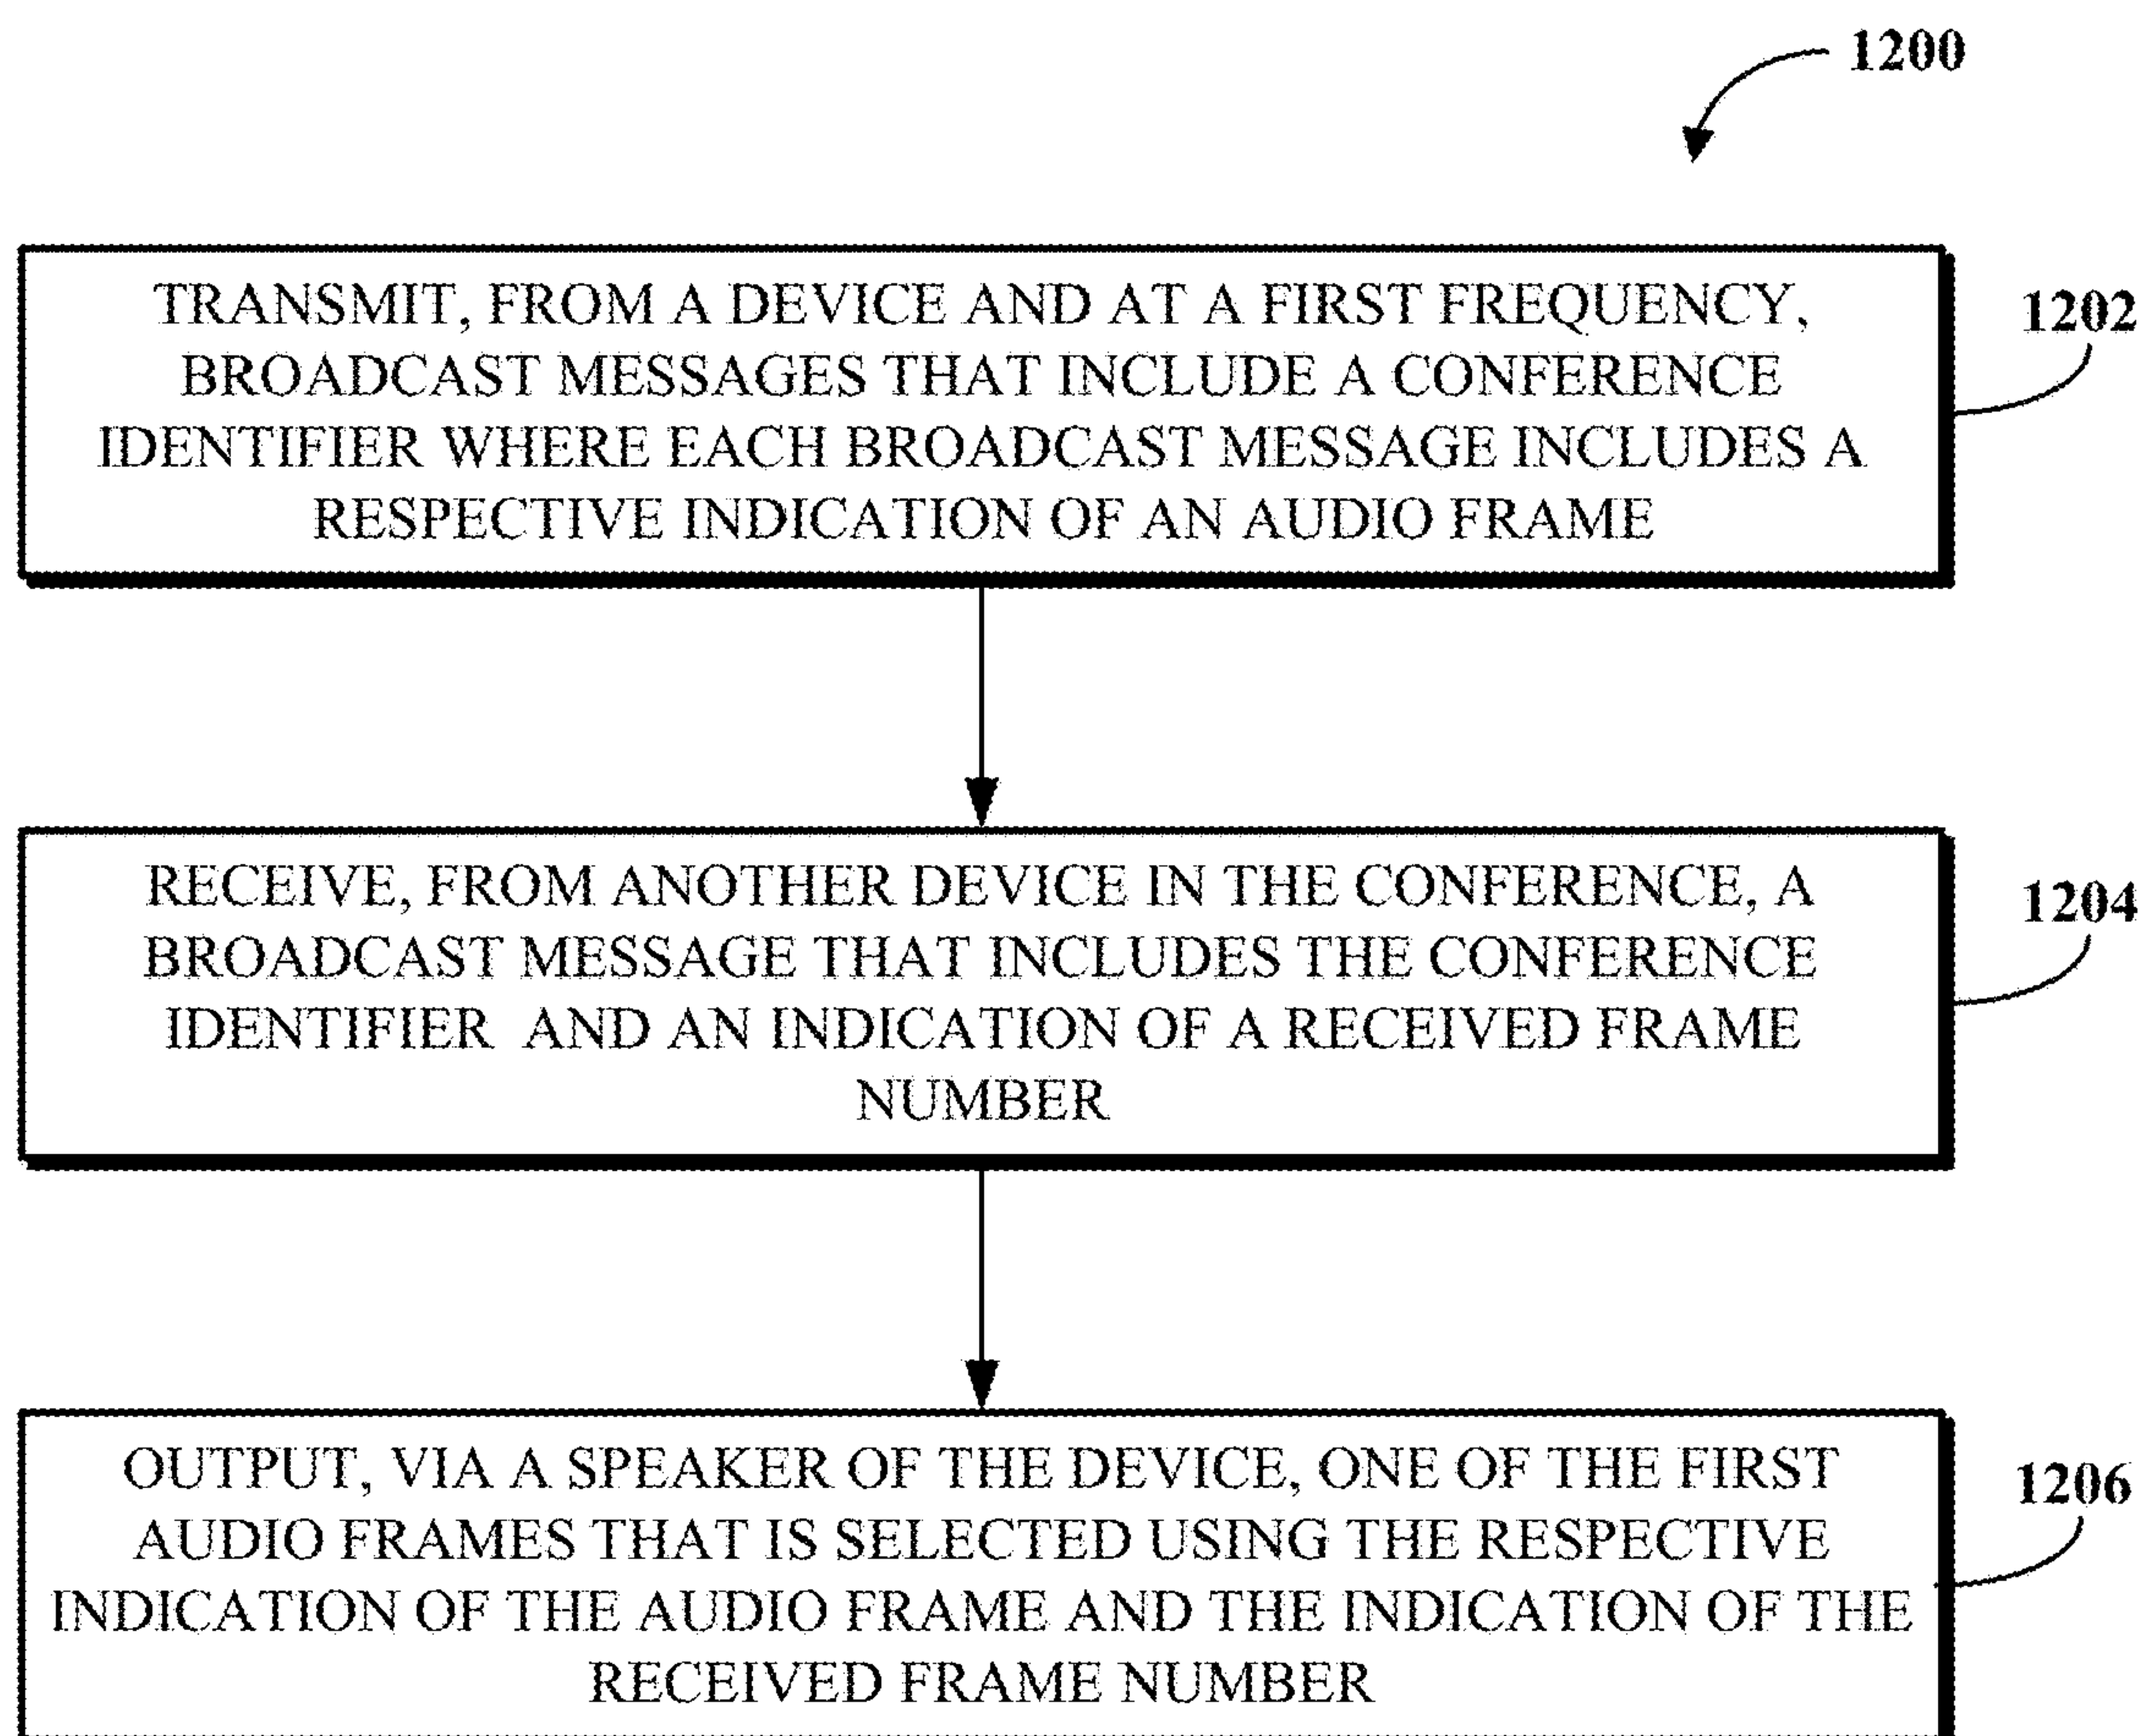 1200
TRANSMIT, FROM A DEVICE AND AT A FIRST FREQUENCY,
BROADCAST MESSAGES THAT INCLUDE A CONFERENCE
IDENTIFIER WHERE EACH BROADCAST MESSAGE INCLUDES A
RESPECTIVE INDICATION OF AN AUDIO FRAME
1202
RECEIVE, FROM ANOTHER DEVICE IN THE CONFERENCE, A
BROADCAST MESSAGE THAT INCLUDES THE CONFERENCE
IDENTIFIER AND AN INDICATION OF A RECEIVED FRAME
NUMBER
1204
OUTPUT, VIA A SPEAKER OF THE DEVICE, ONE OF THE FIRST
AUDIO FRAMES THAT IS SELECTED USING THE RESPECTIVE
INDICATION OF THE AUDIO FRAME AND THE INDICATION OF THE
RECEIVED FRAME NUMBER
1206